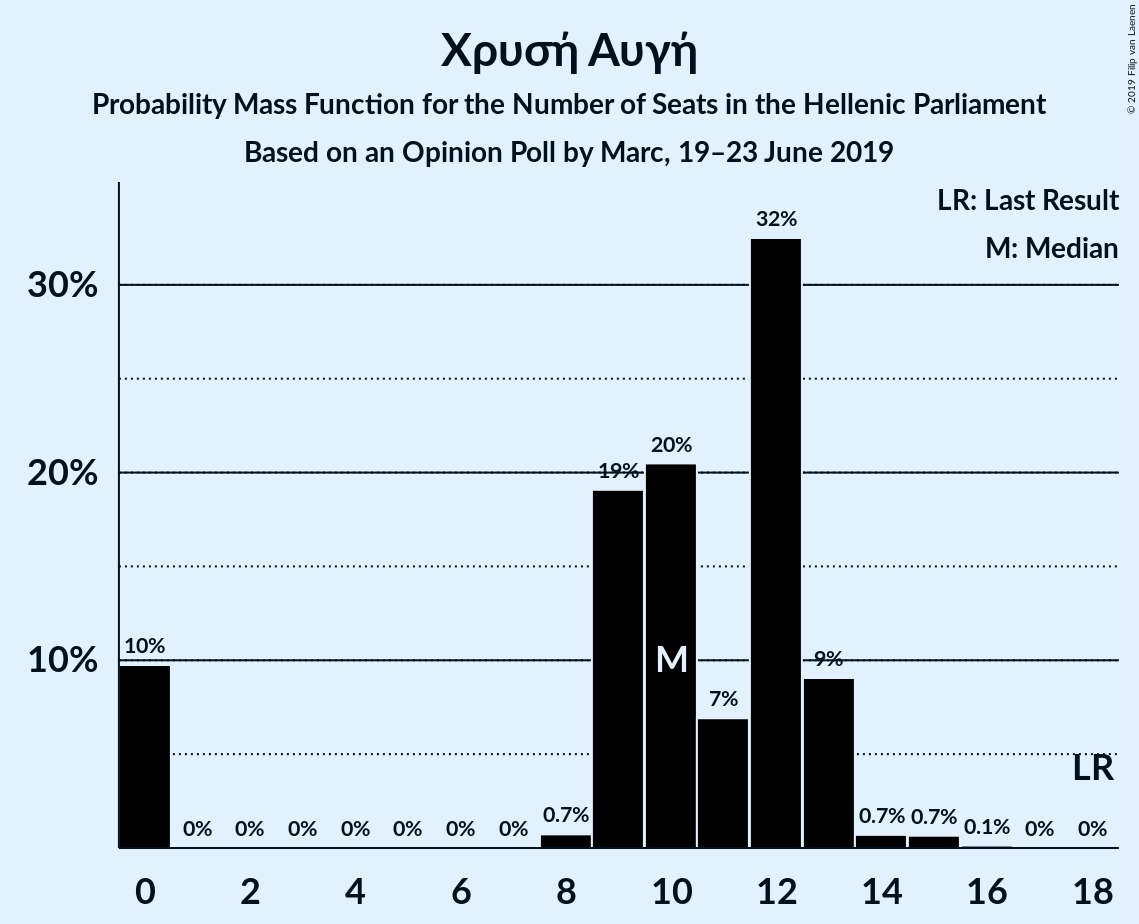 Χρυσή Αυγή
Probability Mass Function for the Number of Seats in the Hellenic Parliament
Based on an Opinion Poll by Marc, 19–23 June 2019
© 2019 Filip van Laenen
LR: Last Result
M: Median
30%
20%
10%
10%
0%
0%
0%
0%
0%
0%
0%
0.7%
19%
20%
7%
32%
9%
0.7%
0.7%
0.1%
0%
0%
M
LR
0 2 4 6 8 10 12 14 16 18